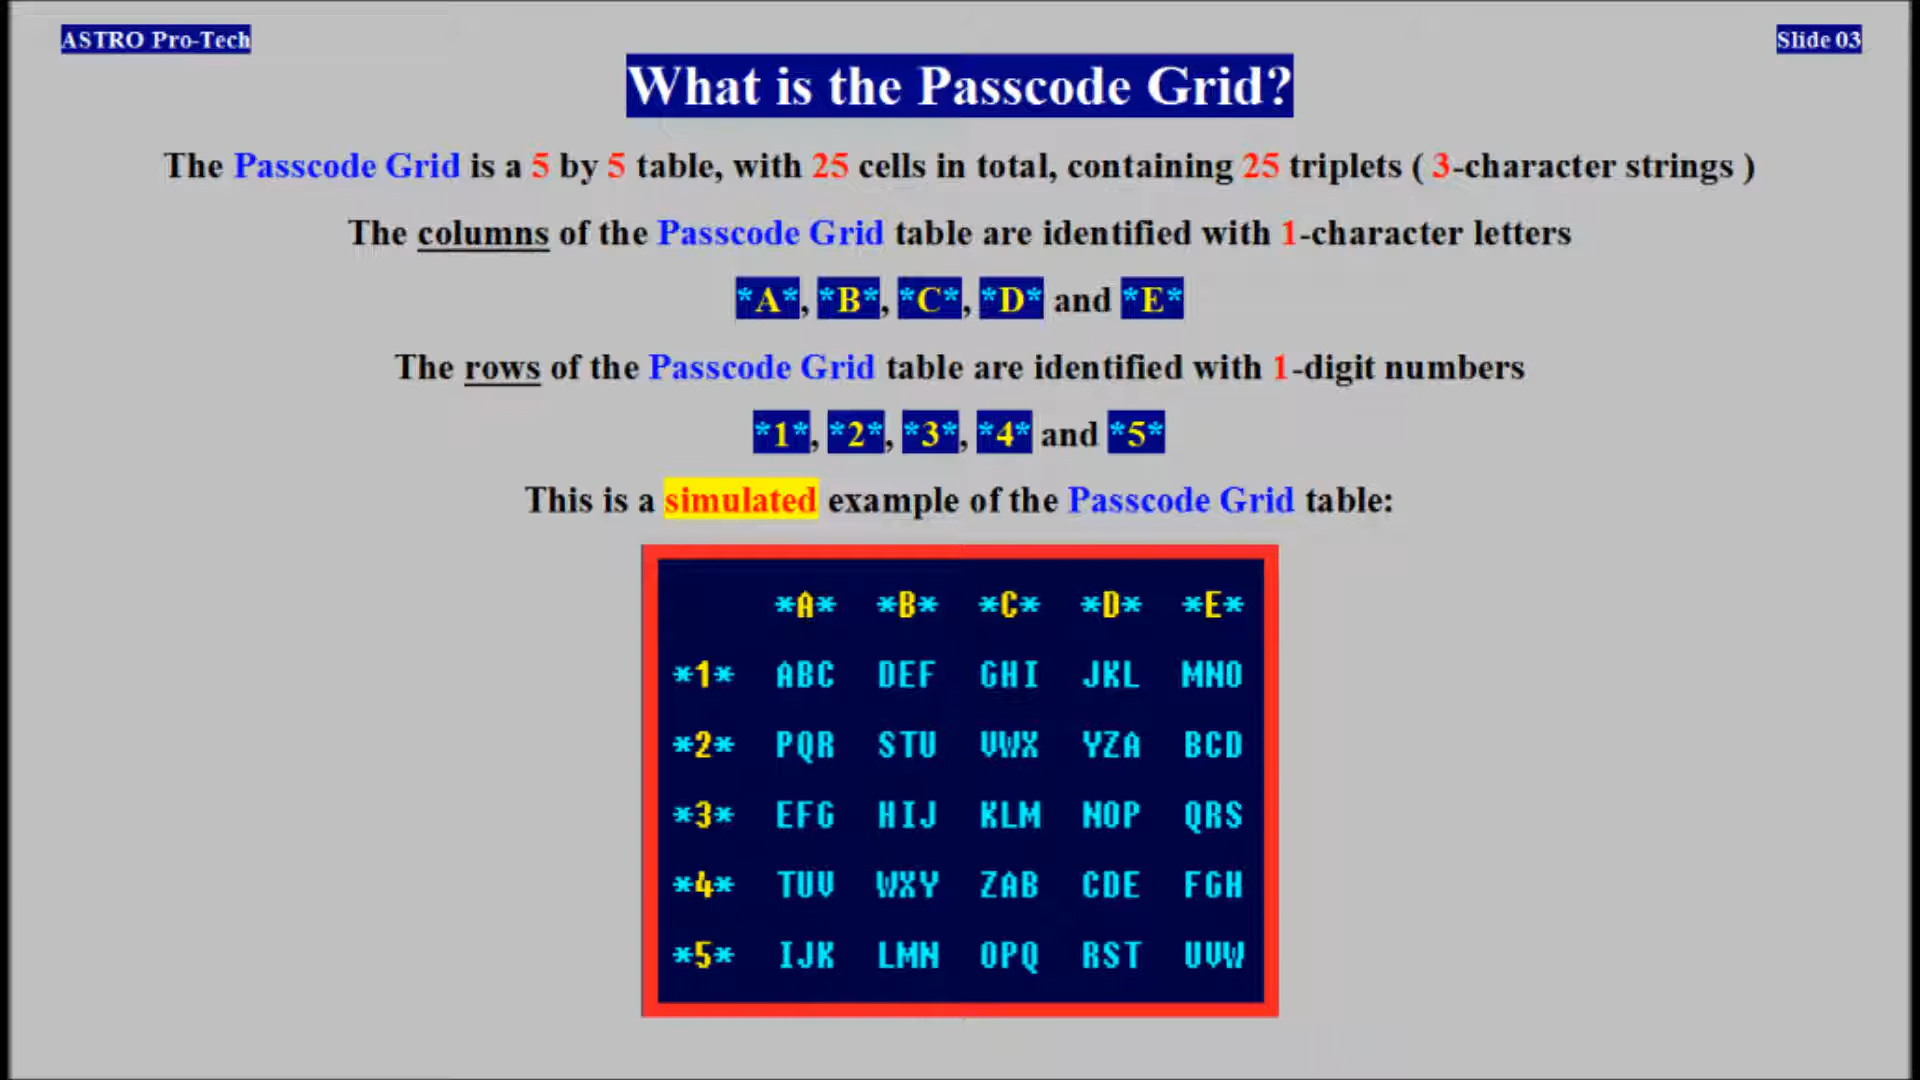 ASTRO Pro-Tech
Slide 03
What is the Passcode Grid?
The Passcode Grid is a 5 by 5 table, with 25 cells in total, containing 25 triplets ( 3-character strings )
The columns of the Passcode Grid table are identified with 1-character letters
*A*, *B*, *C*, *D* and *E*
The rows of the Passcode Grid table are identified with 1-digit numbers
*1*, *2*, *3*, *4* and *5*
This is a simulated example of the Passcode Grid table:
*A* *B* *C* *D* *E*
*1* ABC DEF GHI JKL MNO
*2* PQR STU VWX YZA BCD
*3* EFG HIJ KLM NOP QRS
*4* TUV WXY ZAB CDE FGH
*5* IJK LMN OPQ RST UVW